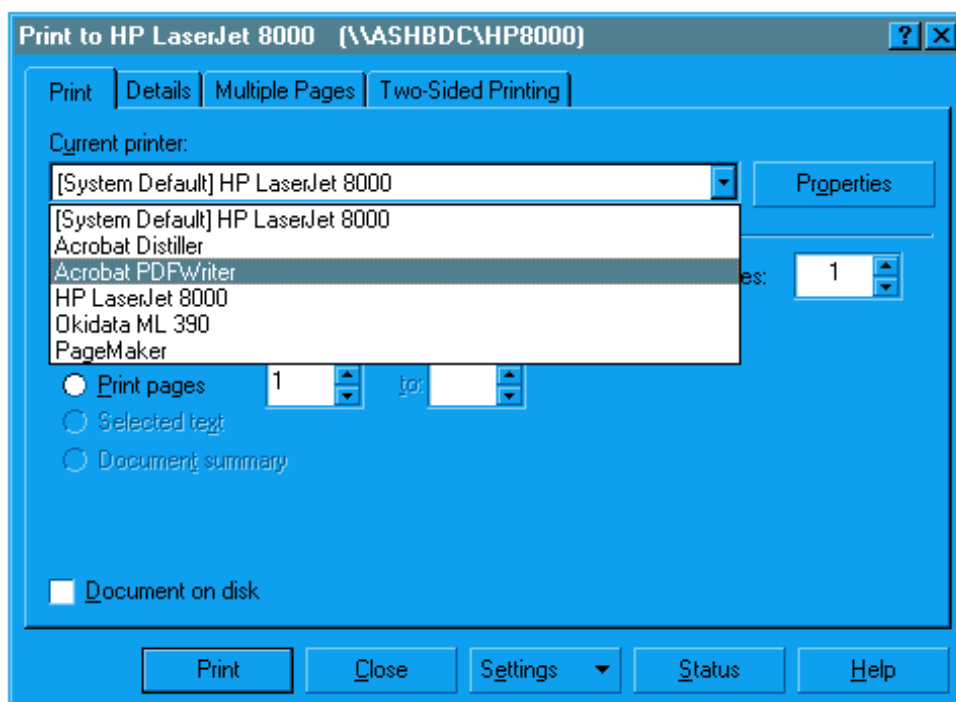 Print to HP LaserJet 8000 (\\ASHBDC\HP8000)
Print Details Multiple Pages Two-Sided Printing
Current printer:
[System Default] HP LaserJet 8000 Properties
[System Default] HP LaserJet 8000
Acrobat Distiller
Acrobat PDFWriter
es: 1
HP LaserJet 8000
Okidata ML 390
PageMaker
Print pages 1 to:
Selected text
Document summary
Document on disk
Print Close Settings Status Help